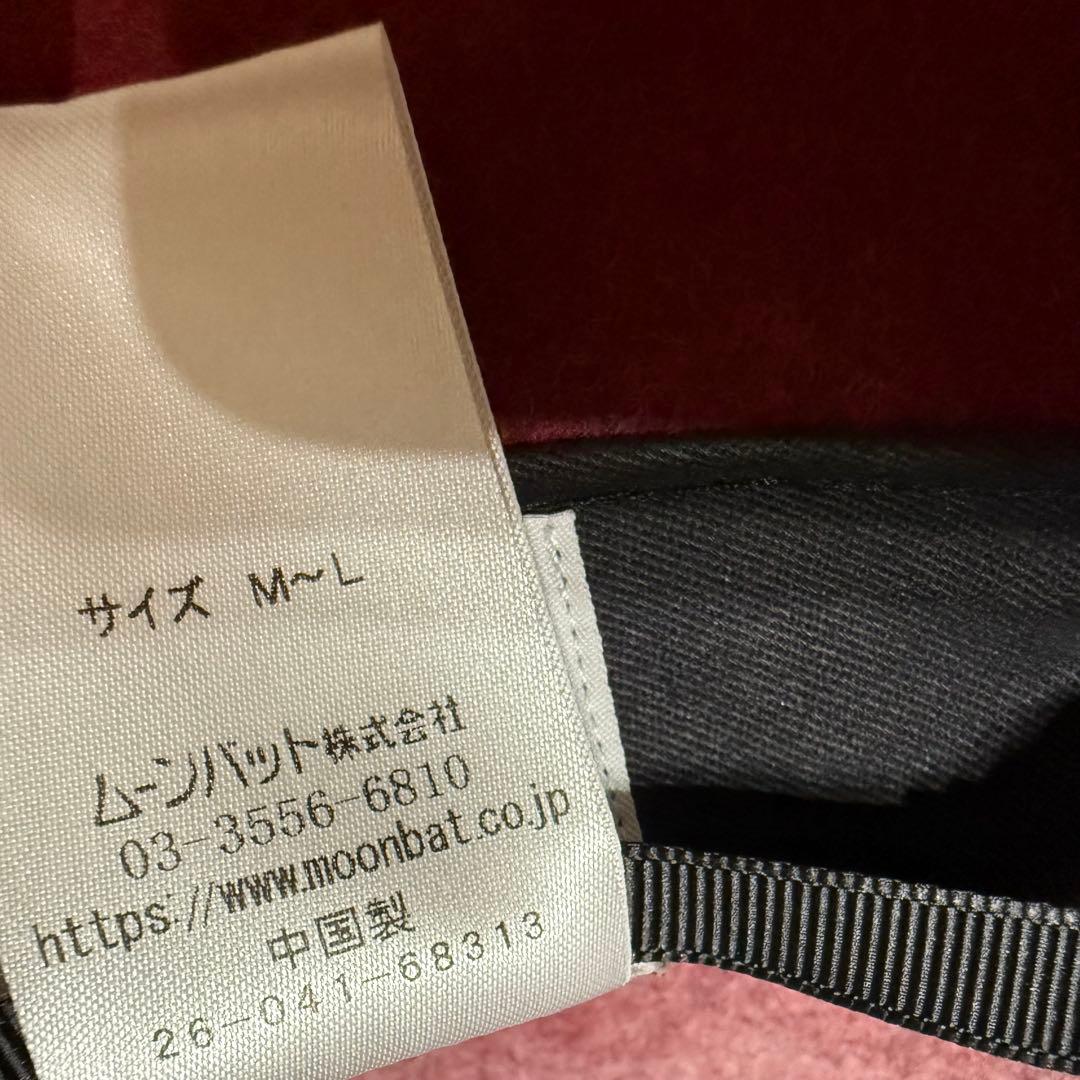 サイズ M〜L
ムーンバット株式会社
03-3556-6810
https://www.moonbat.co.jp
中国製
26-041-68313